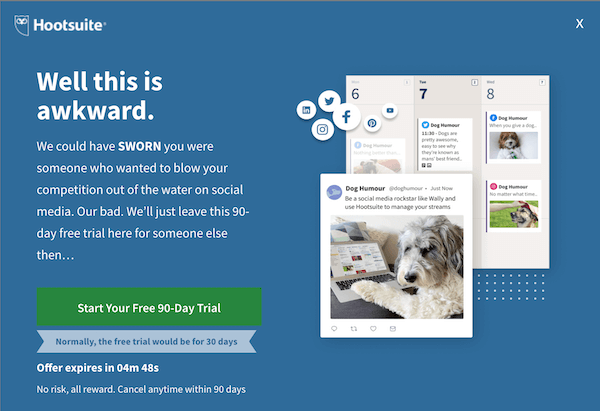 Hootsuite®
X
Well this is
awkward.
We could have SWORN you were
someone who wanted to blow your
competition out of the water on social
media. Our bad. We'll just leave this 90-
day free trial here for someone else
then…
Start Your Free 90-Day Trial
Normally, the free trial would be for 30 days
Offer expires in 04m 48s
No risk, all reward. Cancel anytime within 90 days
Mon
6
Tue
7
Wed
8
Dog Humour
Nothing better than
Dog Humour
11:30 - Dogs are
pretty awesome,
easy to see why
they're known as
mans' best friend..
Dog Humour
When you give a dog..
Dog Humour
No matter what time..
Dog Humour @doghumour • Just Now
Be a social media rockstar like Wally and
use Hootsuite to manage your streams